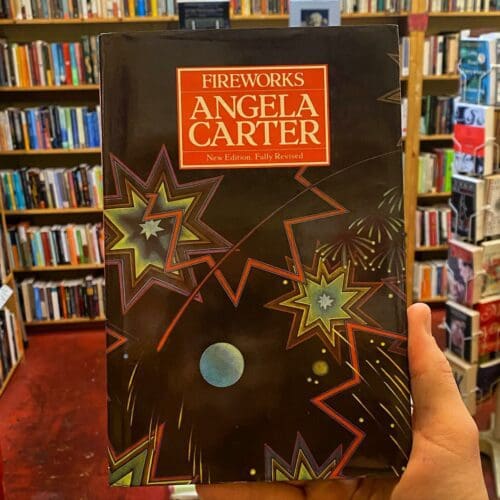 FIREWORKS
ANGELA
CARTER
New Edition. Fully Revised